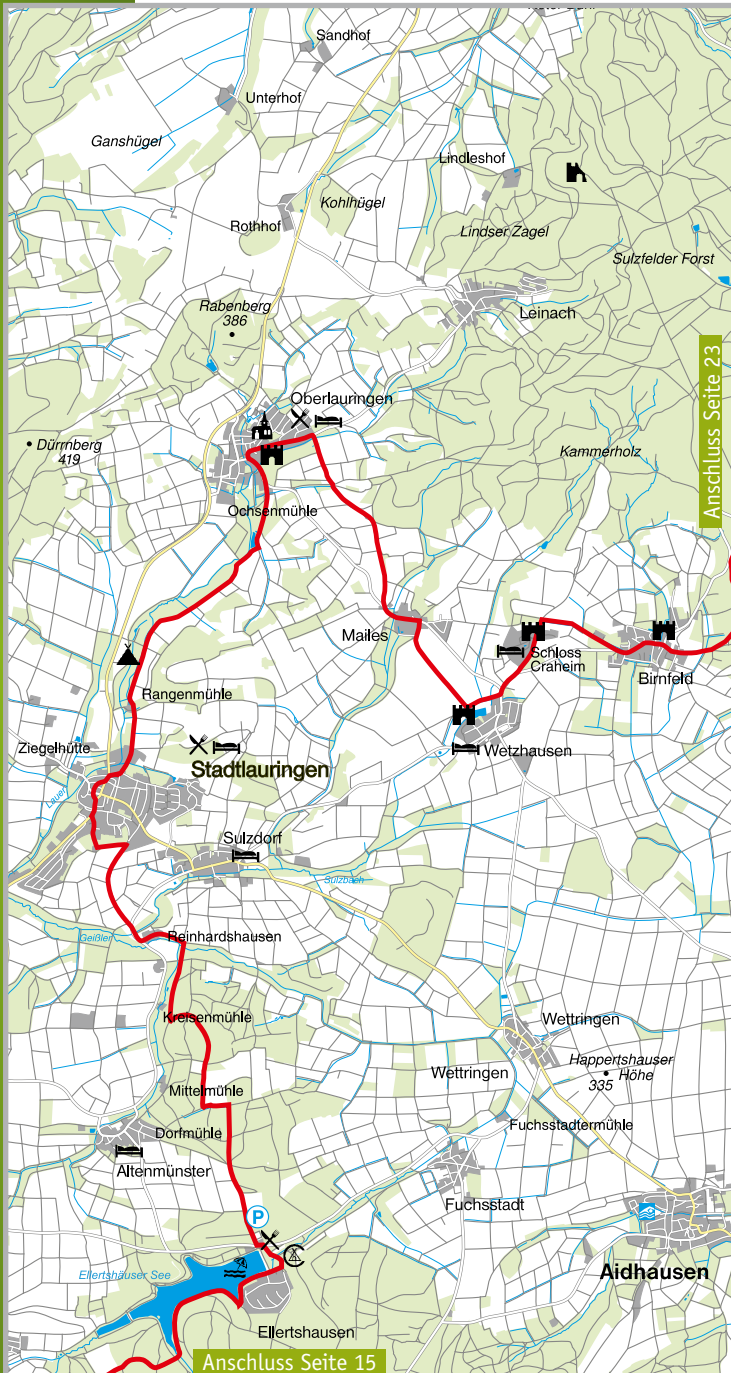 Sandhof
Unterhof
Ganshügel
Lindleshof
Kohlhügel
Rothhof
Lindser Zagel
Sulzfelder Forst
Leinach
Rabenberg
386
Anschluss Seite 23
Oberlauringen
Dürrnberg
419
Kammerholz
Ochsenmühle
Mailes
Schloss
Craheim
Birnfeld
Rangenmühle
Ziegelhütte
Wetzhausen
Stadtlauringen
Lauer
Sulzdorf
Sulzbach
Geißler
Reinhardshausen
Kreisenmühle
Wettringen
Happertshauser
Höhe
335
Wettringen
Mittelmühle
Fuchsstadtermühle
Dorfmühle
Altenmünster
Fuchsstadt
P
Ellertshäuser See
Aidhausen
Ellertshausen
Anschluss Seite 15